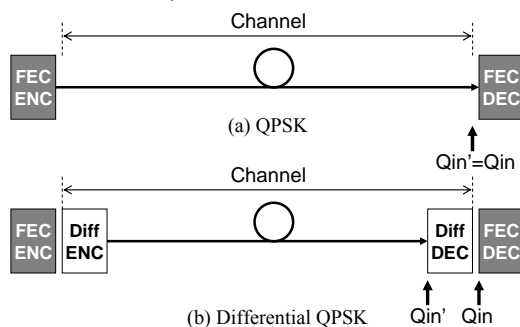 Channel
FEC
ENC
FEC
DEC
(a) QPSK
Qin'=Qin
Channel
FEC
ENC
Diff
ENC
Diff
DEC
FEC
DEC
(b) Differential QPSK
Qin'
Qin